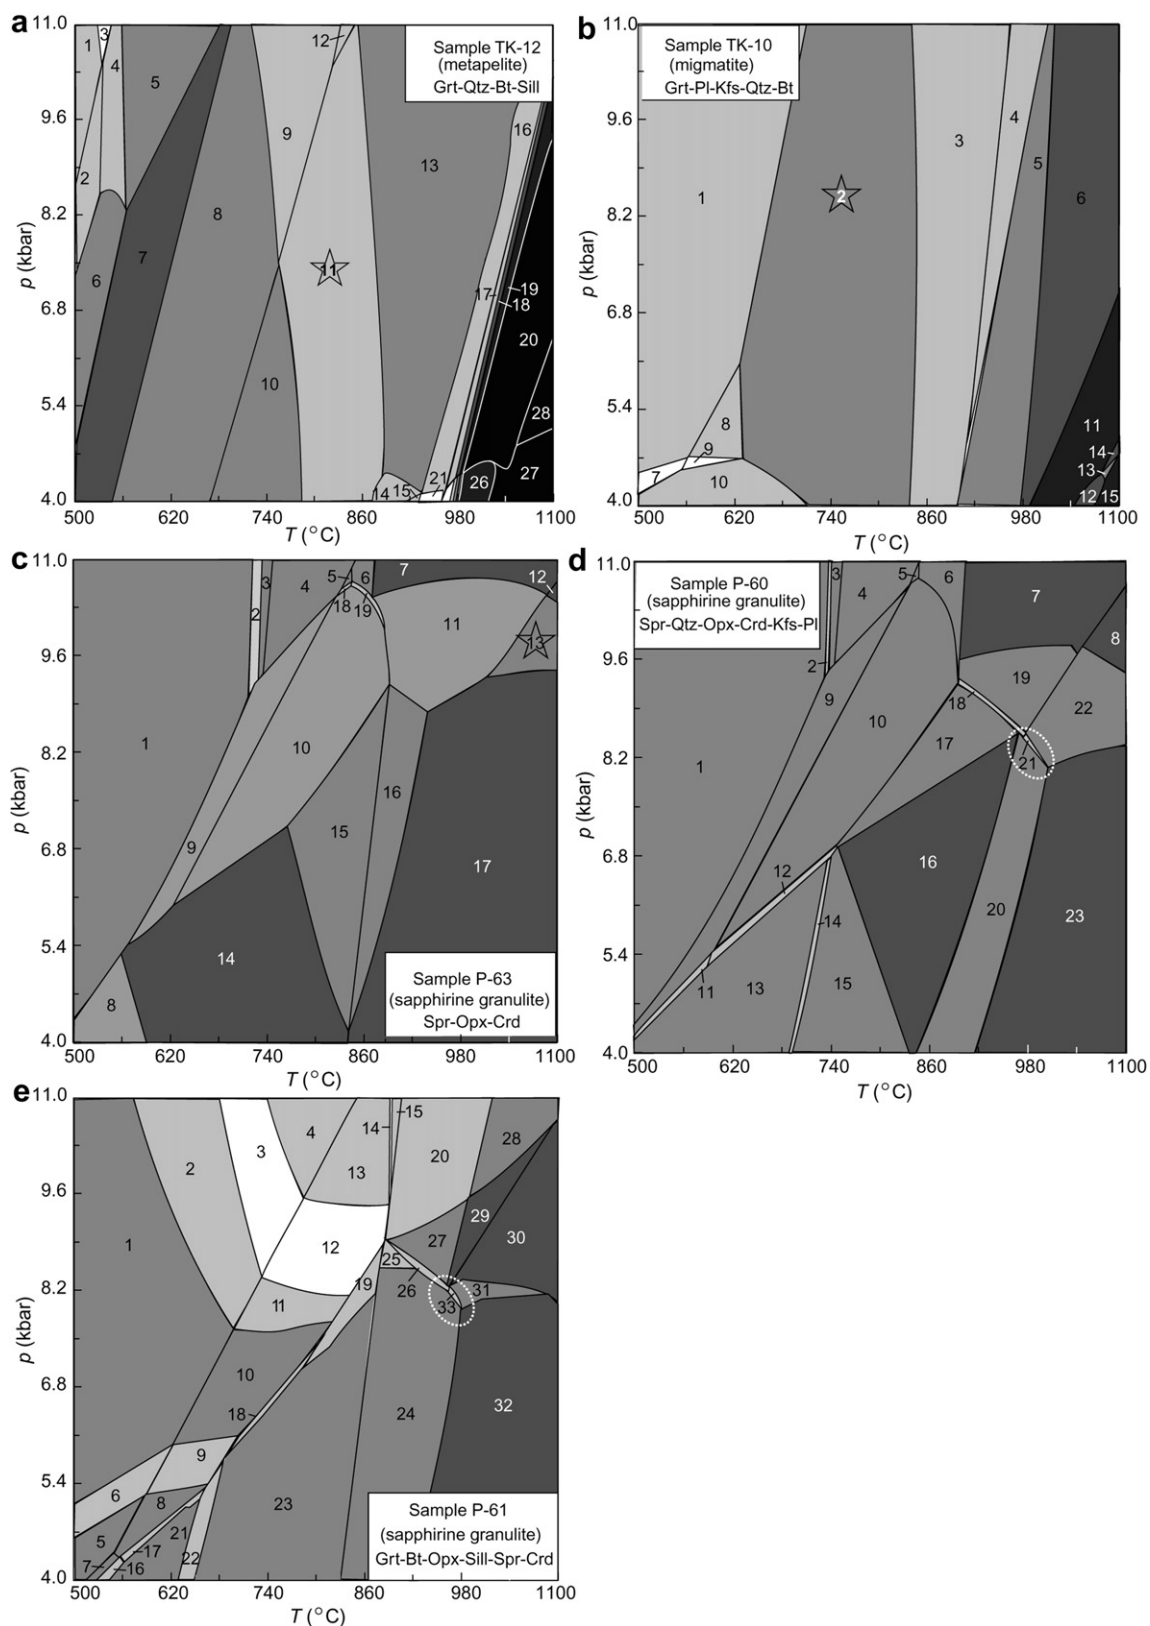 a
11.0
9.6
8.2
6.8
5.4
4.0
p (kbar)
500 620 740 860 980 1100
T (°C)
Sample TK-12
(metapelite)
Grt-Qtz-Bt-Sill
1 3 4 5 12 9 16 13 2 8 7 11 6 17 19 18 20 10 28 14 15 21 26 27
b
11.0
9.6
8.2
6.8
5.4
4.0
p (kbar)
500 620 740 860 980 1100
T (°C)
Sample TK-10
(migmatite)
Grt-Pl-Kfs-Qtz-Bt
4 3 5 1 2 6 8 11 9 14 7 10 13 12 15
c
11.0
9.6
8.2
6.8
5.4
4.0
p (kbar)
500 620 740 860 980 1100
T (°C)
2 3 4 5 6 7 12 18 19 11 13 1 10 16 15 9 17 14 8
Sample P-63
(sapphirine granulite)
Spr-Opx-Crd
d
11.0
9.6
8.2
6.8
5.4
4.0
p (kbar)
500 620 740 860 980 1100
T (°C)
Sample P-60
(sapphirine granulite)
Spr-Qtz-Opx-Crd-Kfs-Pl
3 4 5 6 7 8 2 9 10 18 19 22 17 1 21 12 16 14 20 23 11 13 15
e
11.0
9.6
8.2
6.8
5.4
4.0
p (kbar)
500 620 740 860 980 1100
T (°C)
15 4 14 28 3 20 2 13 29 1 12 27 30 25 19 26 31 11 33 10 18 24 32 9 6 8 23 5 21 17 7 16 22
Sample P-61
(sapphirine granulite)
Grt-Bt-Opx-Sill-Spr-Crd